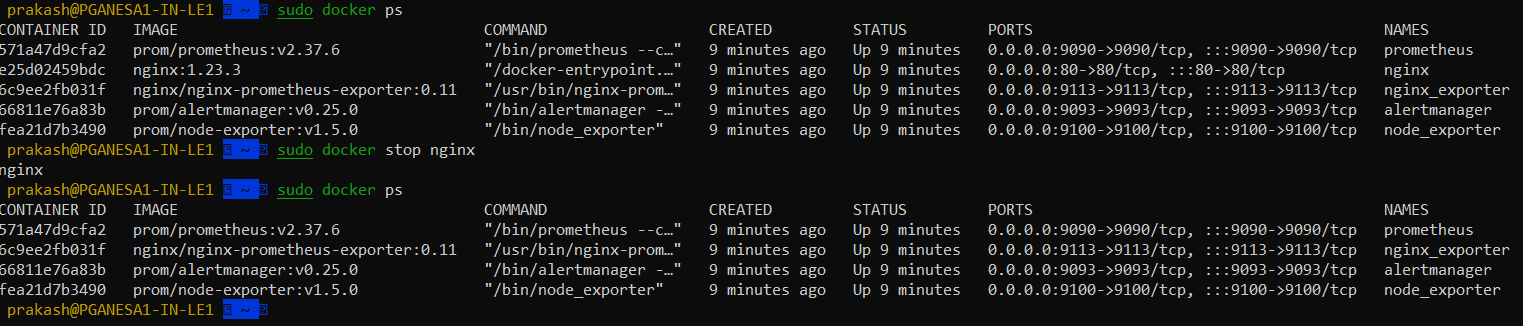 prakash@PGANESA1-IN-LE1 ~ sudo docker ps
CONTAINER ID IMAGE COMMAND CREATED STATUS PORTS NAMES
571a47d9cfa2 prom/prometheus:v2.37.6 "/bin/prometheus --c…" 9 minutes ago Up 9 minutes 0.0.0.0:9090->9090/tcp, :::9090->9090/tcp prometheus
e25d02459bdc nginx:1.23.3 "/docker-entrypoint.…" 9 minutes ago Up 9 minutes 0.0.0.0:80->80/tcp, :::80->80/tcp nginx
6c9ee2fb031f nginx/nginx-prometheus-exporter:0.11 "/usr/bin/nginx-prom…" 9 minutes ago Up 9 minutes 0.0.0.0:9113->9113/tcp, :::9113->9113/tcp nginx_exporter
66811e76a83b prom/alertmanager:v0.25.0 "/bin/alertmanager -…" 9 minutes ago Up 9 minutes 0.0.0.0:9093->9093/tcp, :::9093->9093/tcp alertmanager
fea21d7b3490 prom/node-exporter:v1.5.0 "/bin/node_exporter" 9 minutes ago Up 9 minutes 0.0.0.0:9100->9100/tcp, :::9100->9100/tcp node_exporter
prakash@PGANESA1-IN-LE1 ~ sudo docker stop nginx
nginx
prakash@PGANESA1-IN-LE1 ~ sudo docker ps
CONTAINER ID IMAGE COMMAND CREATED STATUS PORTS NAMES
571a47d9cfa2 prom/prometheus:v2.37.6 "/bin/prometheus --c…" 9 minutes ago Up 9 minutes 0.0.0.0:9090->9090/tcp, :::9090->9090/tcp prometheus
6c9ee2fb031f nginx/nginx-prometheus-exporter:0.11 "/usr/bin/nginx-prom…" 9 minutes ago Up 9 minutes 0.0.0.0:9113->9113/tcp, :::9113->9113/tcp nginx_exporter
66811e76a83b prom/alertmanager:v0.25.0 "/bin/alertmanager -…" 9 minutes ago Up 9 minutes 0.0.0.0:9093->9093/tcp, :::9093->9093/tcp alertmanager
fea21d7b3490 prom/node-exporter:v1.5.0 "/bin/node_exporter" 9 minutes ago Up 9 minutes 0.0.0.0:9100->9100/tcp, :::9100->9100/tcp node_exporter
prakash@PGANESA1-IN-LE1 ~